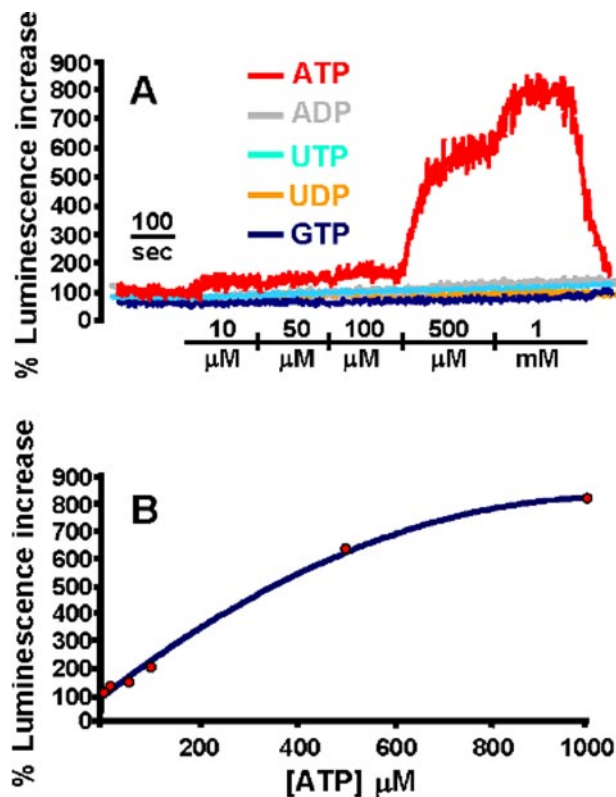 % Luminescence increase
900
800
700
600
500
400
300
200
100
0
A
ATP
ADP
UTP
UDP
GTP
100
sec
10 50 100 500 1
μM μM μM μM mM
% Luminescence increase
900
800
700
600
500
400
300
200
100
0
B
200 400 600 800 1000
[ATP] μM